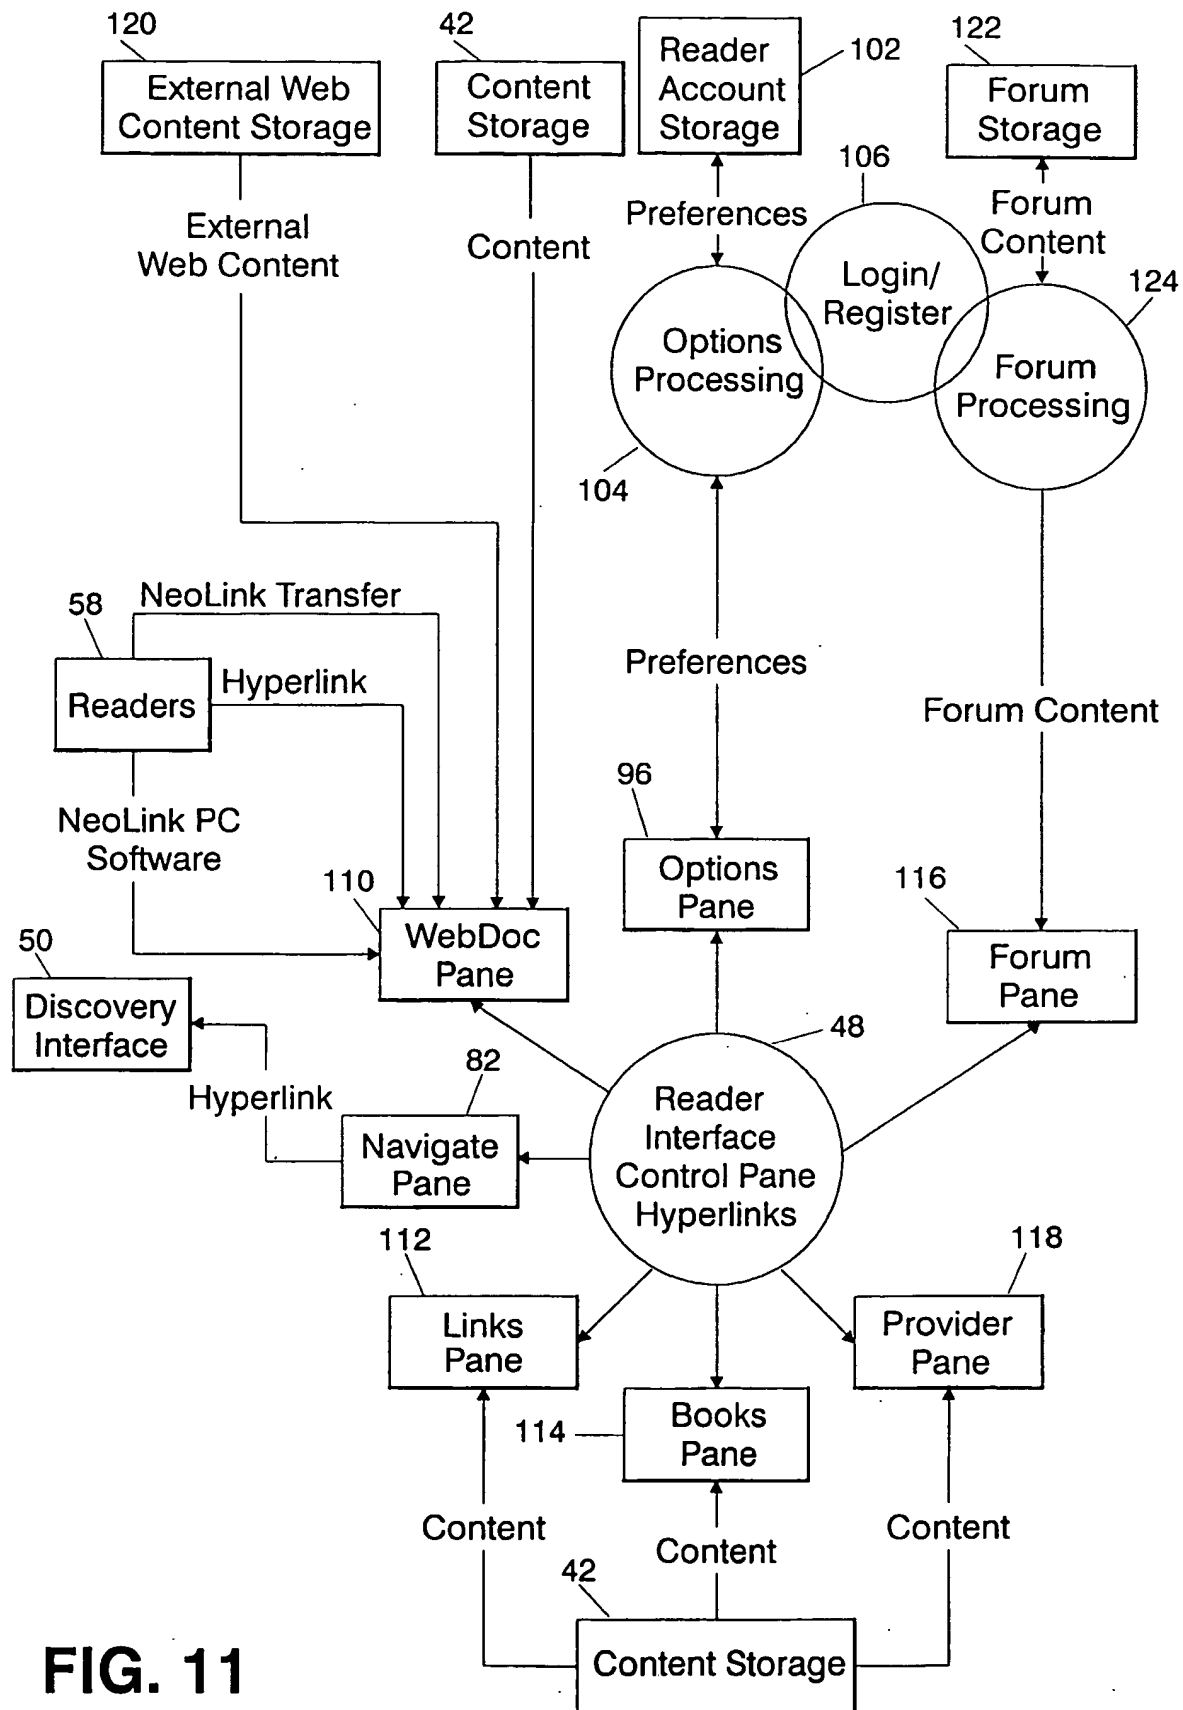 120
42
Reader
Account
Storage
102
122
External Web
Content Storage
Content
Storage
Forum
Storage
106
Preferences
Forum
Content
External
Web Content
Content
Login/
Register
124
Options
Processing
Forum
Processing
104
58
NeoLink Transfer
Readers
Hyperlink
Preferences
Forum Content
NeoLink PC
Software
96
110
Options
Pane
116
WebDoc
Pane
50
Discovery
Interface
Forum
Pane
48
Hyperlink
82
Navigate
Pane
Reader
Interface
Control Pane
Hyperlinks
112
118
Links
Pane
Provider
Pane
114
Books
Pane
Content
Content
Content
42
Content Storage
FIG. 11